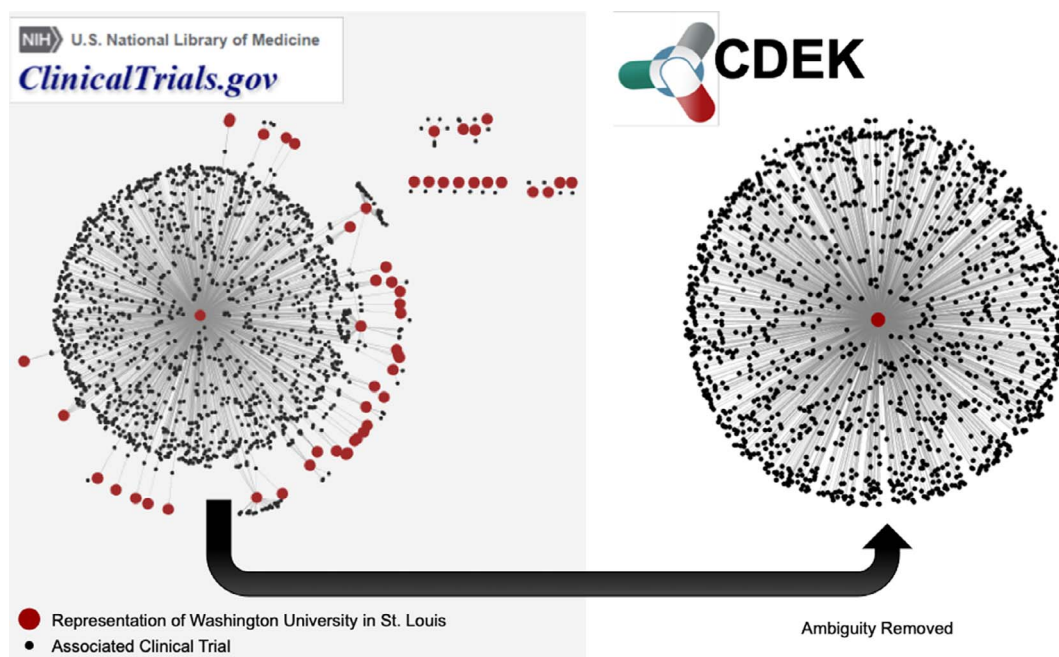 NIH U.S. National Library of Medicine
ClinicalTrials.gov
CDEK
Representation of Washington University in St. Louis
Associated Clinical Trial
Ambiguity Removed